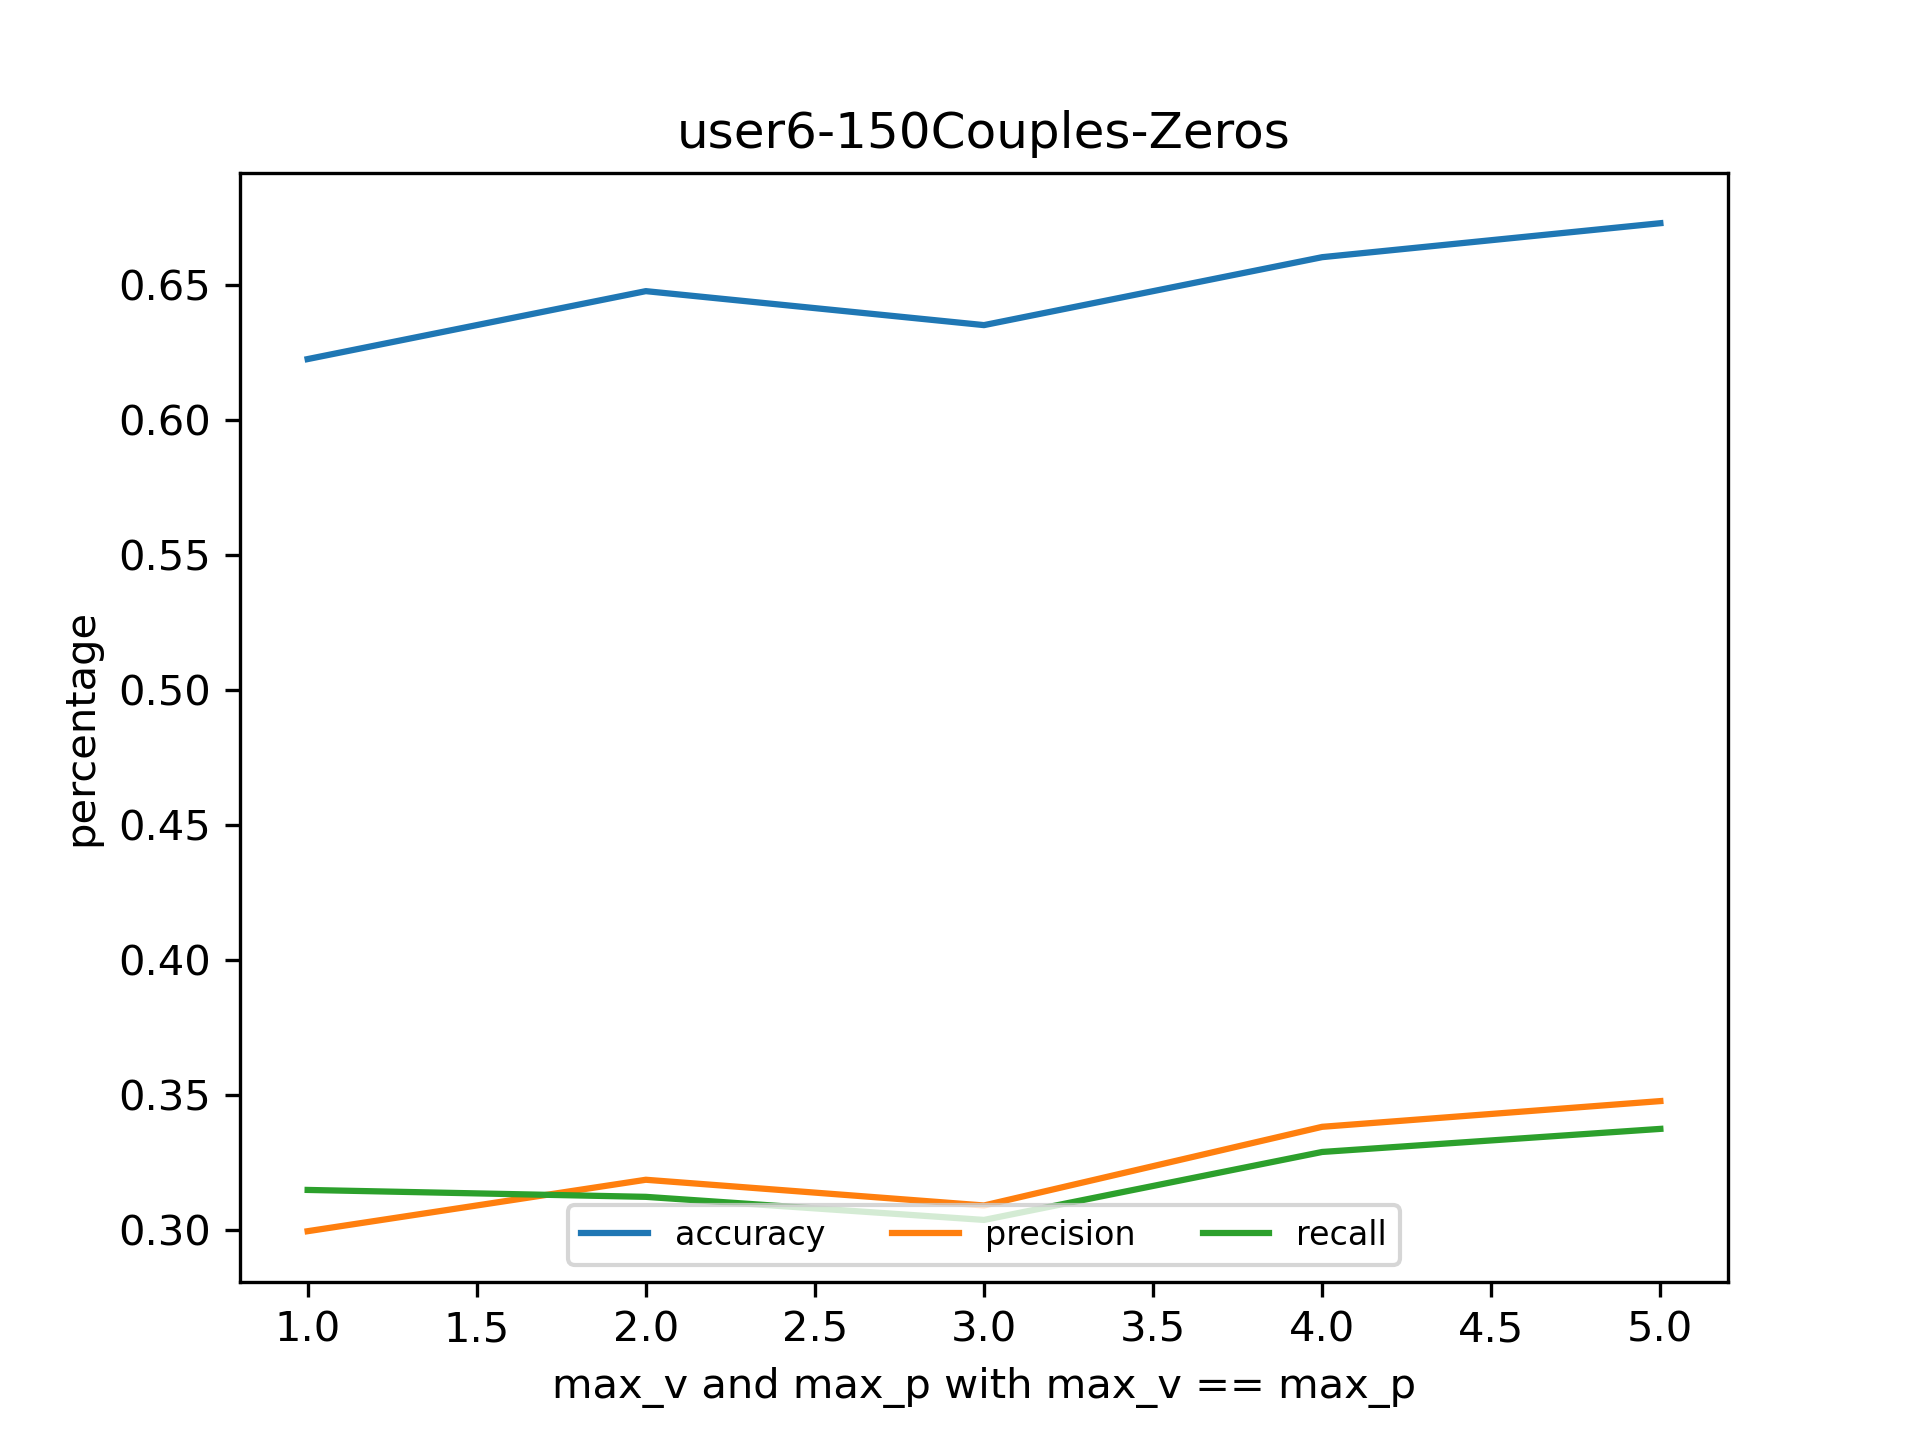 user6-150Couples-Zeros
percentage
0.65
0.60
0.55
0.50
0.45
0.40
0.35
0.30
accuracy precision recall
1.0 1.5 2.0 2.5 3.0 3.5 4.0 4.5 5.0
max_v and max_p with max_v == max_p